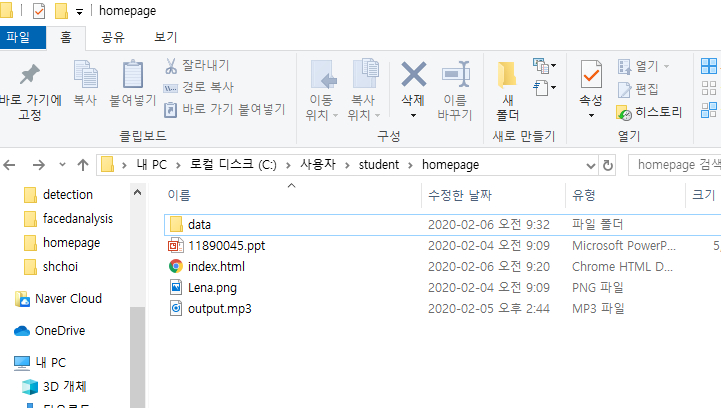 homepage
파일 홈 공유 보기
바로 가기에 고정
복사
붙여넣기
잘라내기
경로 복사
바로 가기 붙여넣기
클립보드
이동 위치
복사 위치
삭제
이름 바꾸기
구성
새 폴더
새로 만들기
속성
열기
편집
히스토리
열기
내 PC 로컬 디스크 (C:) 사용자 student homepage
homepage 검색
이름 수정한 날짜 유형 크기
detection
facedanalysis
homepage
shchoi
Naver Cloud
OneDrive
내 PC
3D 개체
data 2020-02-06 오전 9:32 파일 폴더
11890045.ppt 2020-02-04 오전 9:09 Microsoft PowerP... 5,
index.html 2020-02-06 오전 9:20 Chrome HTML D...
Lena.png 2020-02-04 오전 9:09 PNG 파일
output.mp3 2020-02-05 오후 2:44 MP3 파일